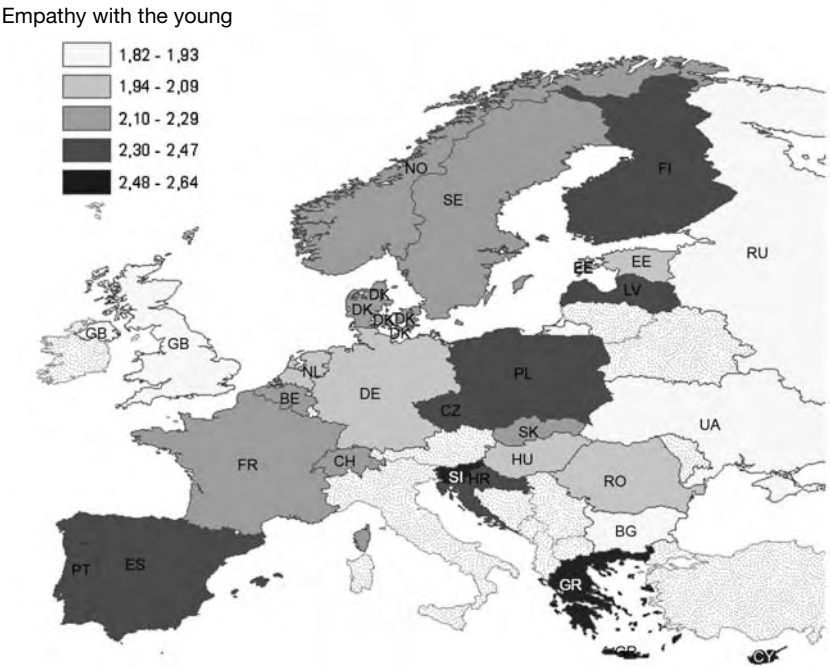 Empathy with the young
1,82 - 1,93
1,94 - 2,09
2,10 - 2,29
2,30 - 2,47
2,48 - 2,64
NO
FI
SE
RU
EE
EE
LV
DK
DK
DK
DK
DK
GB
GB
NL
PL
BE
DE
CZ
UA
SK
FR
CH
HU
SI
HR
RO
BG
PT
ES
GR
GR
CY